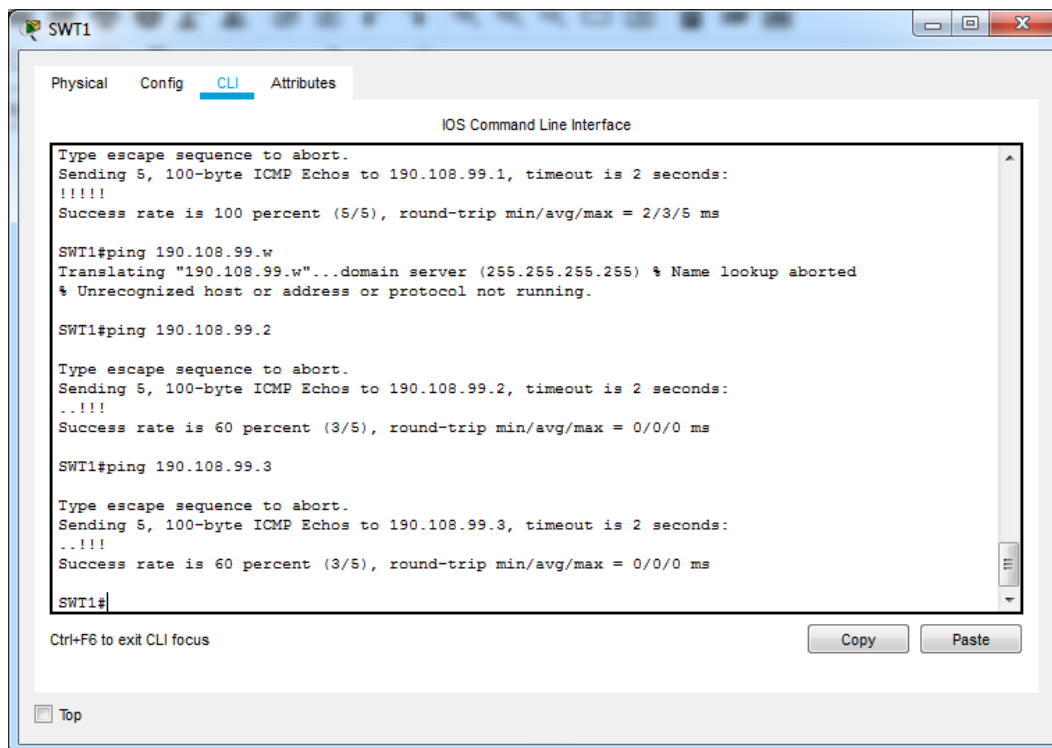 SWT1
Physical Config CLI Attributes
IOS Command Line Interface
Type escape sequence to abort.
Sending 5, 100-byte ICMP Echos to 190.108.99.1, timeout is 2 seconds:
!!!!!
Success rate is 100 percent (5/5), round-trip min/avg/max = 2/3/5 ms
SWT1#ping 190.108.99.w
Translating "190.108.99.w"...domain server (255.255.255.255) % Name lookup aborted
% Unrecognized host or address or protocol not running.
SWT1#ping 190.108.99.2
Type escape sequence to abort.
Sending 5, 100-byte ICMP Echos to 190.108.99.2, timeout is 2 seconds:
..!!!
Success rate is 60 percent (3/5), round-trip min/avg/max = 0/0/0 ms
SWT1#ping 190.108.99.3
Type escape sequence to abort.
Sending 5, 100-byte ICMP Echos to 190.108.99.3, timeout is 2 seconds:
..!!!
Success rate is 60 percent (3/5), round-trip min/avg/max = 0/0/0 ms
SWT1#
Ctrl+F6 to exit CLI focus
Copy Paste
Top